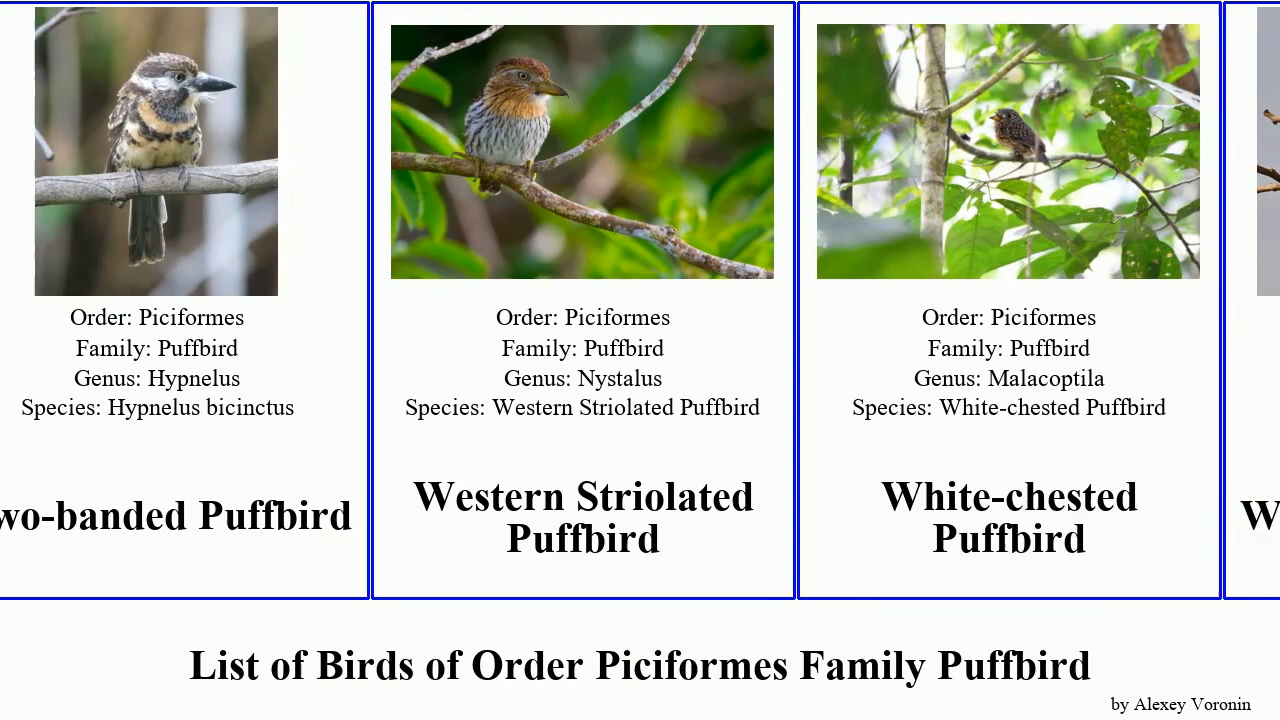 Order: Piciformes
Family: Puffbird
Genus: Hypnelus
Species: Hypnelus bicinctus
wo-banded Puffbird
Order: Piciformes
Family: Puffbird
Genus: Nystalus
Species: Western Striolated Puffbird
Western Striolated
Puffbird
Order: Piciformes
Family: Puffbird
Genus: Malacoptila
Species: White-chested Puffbird
White-chested
Puffbird
W
List of Birds of Order Piciformes Family Puffbird
by Alexey Voronin